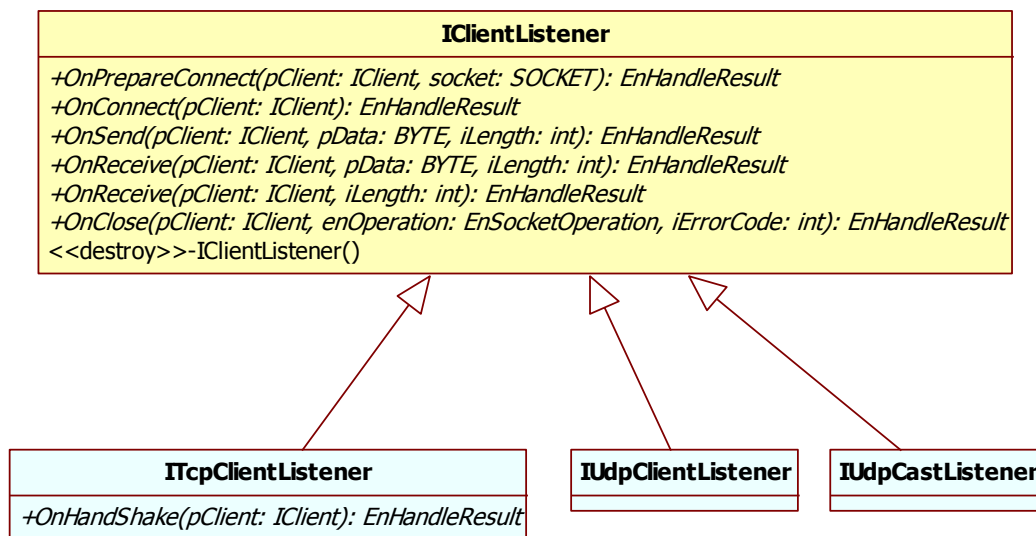 IClientListener
+OnPrepareConnect(pClient: IClient, socket: SOCKET): EnHandleResult
+OnConnect(pClient: IClient): EnHandleResult
+OnSend(pClient: IClient, pData: BYTE, iLength: int): EnHandleResult
+OnReceive(pClient: IClient, pData: BYTE, iLength: int): EnHandleResult
+OnReceive(pClient: IClient, iLength: int): EnHandleResult
+OnClose(pClient: IClient, enOperation: EnSocketOperation, iErrorCode: int): EnHandleResult
<<destroy>>-IClientListener()
ITcpClientListener
+OnHandShake(pClient: IClient): EnHandleResult
IUdpClientListener
IUdpCastListener